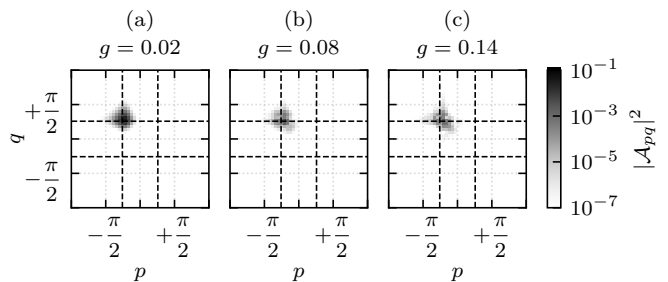 (a) (b) (c)
g = 0.02 g = 0.08 g = 0.14
q
+π/2
−π/2
−π/2 +π/2 −π/2 +π/2 −π/2 +π/2
p p p
10⁻¹
10⁻³
10⁻⁵
10⁻⁷
|𝒜ₚq|²